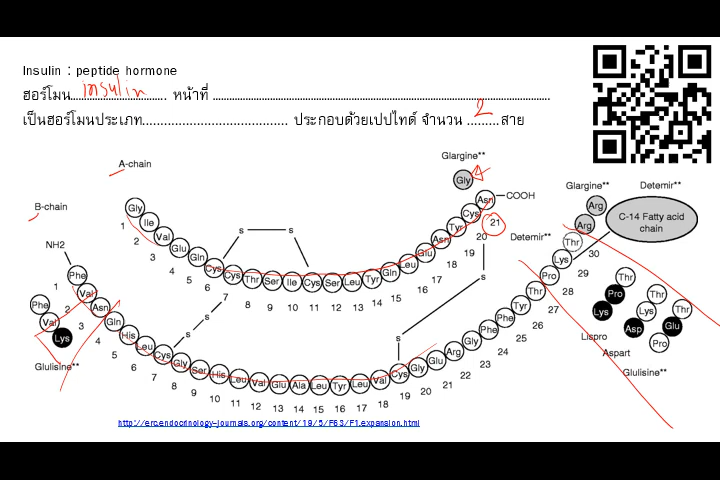 Insulin : peptide hormone
ฮอร์โมน...insulin... หน้าที่ ....................................................
เป็นฮอร์โมนประเภท........................................ ประกอบด้วยเปปไทด์ จำนวน ...2...สาย
A-chain
Glargine**
Gly
B-chain
Gly Ile Val Glu Gln Cys Cys Thr Ser Ile Cys Ser Leu Tyr Gln Leu Glu Asn Tyr Cys Asn COOH
1 2 3 4 5 6 7 8 9 10 11 12 13 14 15 16 17 18 19 20 21
s s
s s
s s
NH2
Phe Val Asn Gln His Leu Cys Gly Ser His Leu Val Glu Ala Leu Tyr Leu Val Cys Gly Glu Arg Gly Phe Phe Tyr Thr Pro Lys Thr
1 2 3 4 5 6 7 8 9 10 11 12 13 14 15 16 17 18 19 20 21 22 23 24 25 26 27 28 29 30
Phe Val Lys
Glulisine**
Glargine**
Arg
Arg
Detemir**
C-14 Fatty acid
chain
Detemir**
Thr
Pro
Lys
Lispro
Thr
Lys
Asp
Aspart
Thr
Glu
Pro
Glulisine**
http://erc.endocrinology-journals.org/content/19/5/F63/F1.expansion.html